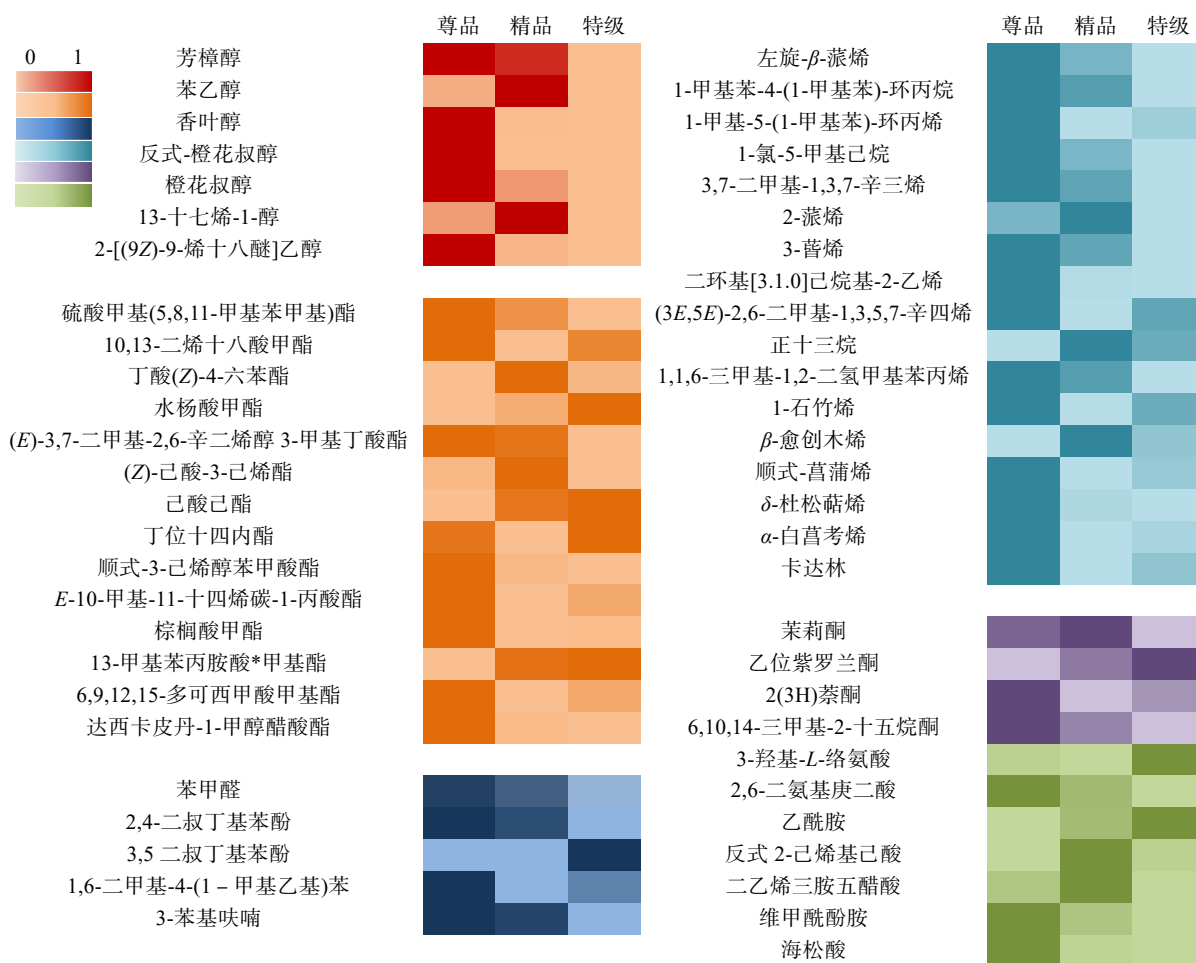 尊品 精品 特级
0 1
芳樟醇
苯乙醇
香叶醇
反式-橙花叔醇
橙花叔醇
13-十七烯-1-醇
2-[(9Z)-9-烯十八醚]乙醇
硫酸甲基(5,8,11-甲基苯甲基)酯
10,13-二烯十八酸甲酯
丁酸(Z)-4-六苯酯
水杨酸甲酯
(E)-3,7-二甲基-2,6-辛二烯醇 3-甲基丁酸酯
(Z)-己酸-3-己烯酯
己酸己酯
丁位十四内酯
顺式-3-己烯醇苯甲酸酯
E-10-甲基-11-十四烯碳-1-丙酸酯
棕榈酸甲酯
13-甲基苯丙胺酸*甲基酯
6,9,12,15-多可西甲酸甲基酯
达西卡皮丹-1-甲醇醋酸酯
苯甲醛
2,4-二叔丁基苯酚
3,5 二叔丁基苯酚
1,6-二甲基-4-(1－甲基乙基)苯
3-苯基呋喃
尊品 精品 特级
左旋-β-蒎烯
1-甲基苯-4-(1-甲基苯)-环丙烷
1-甲基-5-(1-甲基苯)-环丙烯
1-氯-5-甲基己烷
3,7-二甲基-1,3,7-辛三烯
2-蒎烯
3-蒈烯
二环基[3.1.0]己烷基-2-乙烯
(3E,5E)-2,6-二甲基-1,3,5,7-辛四烯
正十三烷
1,1,6-三甲基-1,2-二氢甲基苯丙烯
1-石竹烯
β-愈创木烯
顺式-菖蒲烯
δ-杜松萜烯
α-白菖考烯
卡达林
茉莉酮
乙位紫罗兰酮
2(3H)萘酮
6,10,14-三甲基-2-十五烷酮
3-羟基-L-络氨酸
2,6-二氨基庚二酸
乙酰胺
反式 2-己烯基己酸
二乙烯三胺五醋酸
维甲酰酚胺
海松酸